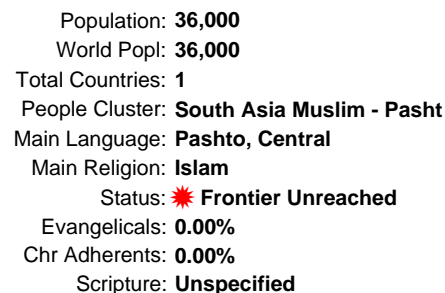 Population: 36,000
World Popl: 36,000
Total Countries: 1
People Cluster: South Asia Muslim - Pasht
Main Language: Pashto, Central
Main Religion: Islam
Status: Frontier Unreached
Evangelicals: 0.00%
Chr Adherents: 0.00%
Scripture: Unspecified